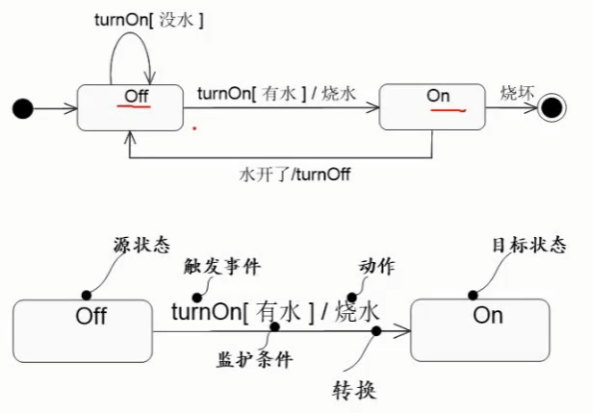 turnOn[ 没水 ]
Off
turnOn[ 有水 ] / 烧水
On
烧坏
水开了/turnOff
源状态
触发事件
动作
目标状态
Off
turnOn[ 有水 ] / 烧水
On
监护条件
转换